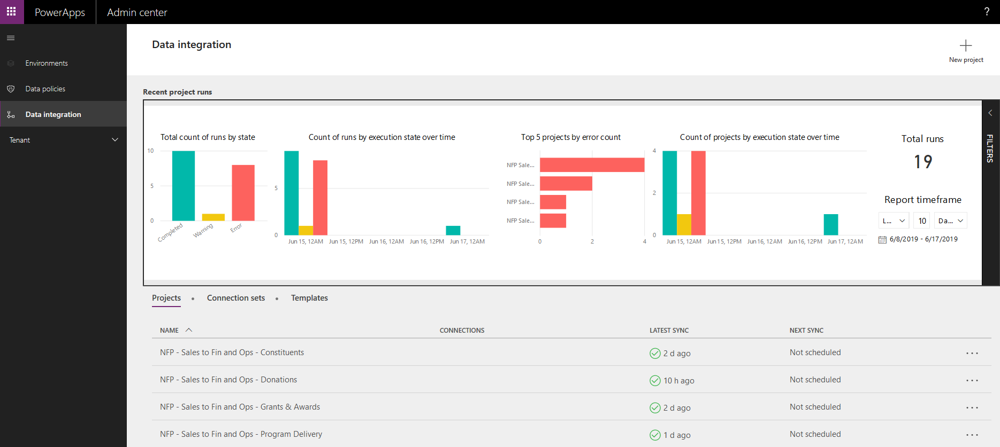 PowerApps
Admin center
?
Environments
Data policies
Data integration
Tenant
Data integration
New project
Recent project runs
Total count of runs by state
10
5
0
Completed
Warning
Error
Count of runs by execution state over time
5
0
Jun 15, 12AM Jun 15, 12PM Jun 16, 12AM Jun 16, 12PM Jun 17, 12AM
Top 5 projects by error count
NFP Sale...
NFP Sale...
NFP Sale...
NFP Sale...
0 2 4
Count of projects by execution state over time
4
2
0
Jun 15, 12AM Jun 15, 12PM Jun 16, 12AM Jun 16, 12PM Jun 17, 12AM
Total runs
19
Report timeframe
L... 10 Da...
6/8/2019 - 6/17/2019
FILTERS
Projects • Connection sets • Templates
NAME CONNECTIONS LATEST SYNC NEXT SYNC
NFP - Sales to Fin and Ops - Constituents 2 d ago Not scheduled ...
NFP - Sales to Fin and Ops - Donations 10 h ago Not scheduled ...
NFP - Sales to Fin and Ops - Grants & Awards 2 d ago Not scheduled ...
NFP - Sales to Fin and Ops - Program Delivery 1 d ago Not scheduled ...